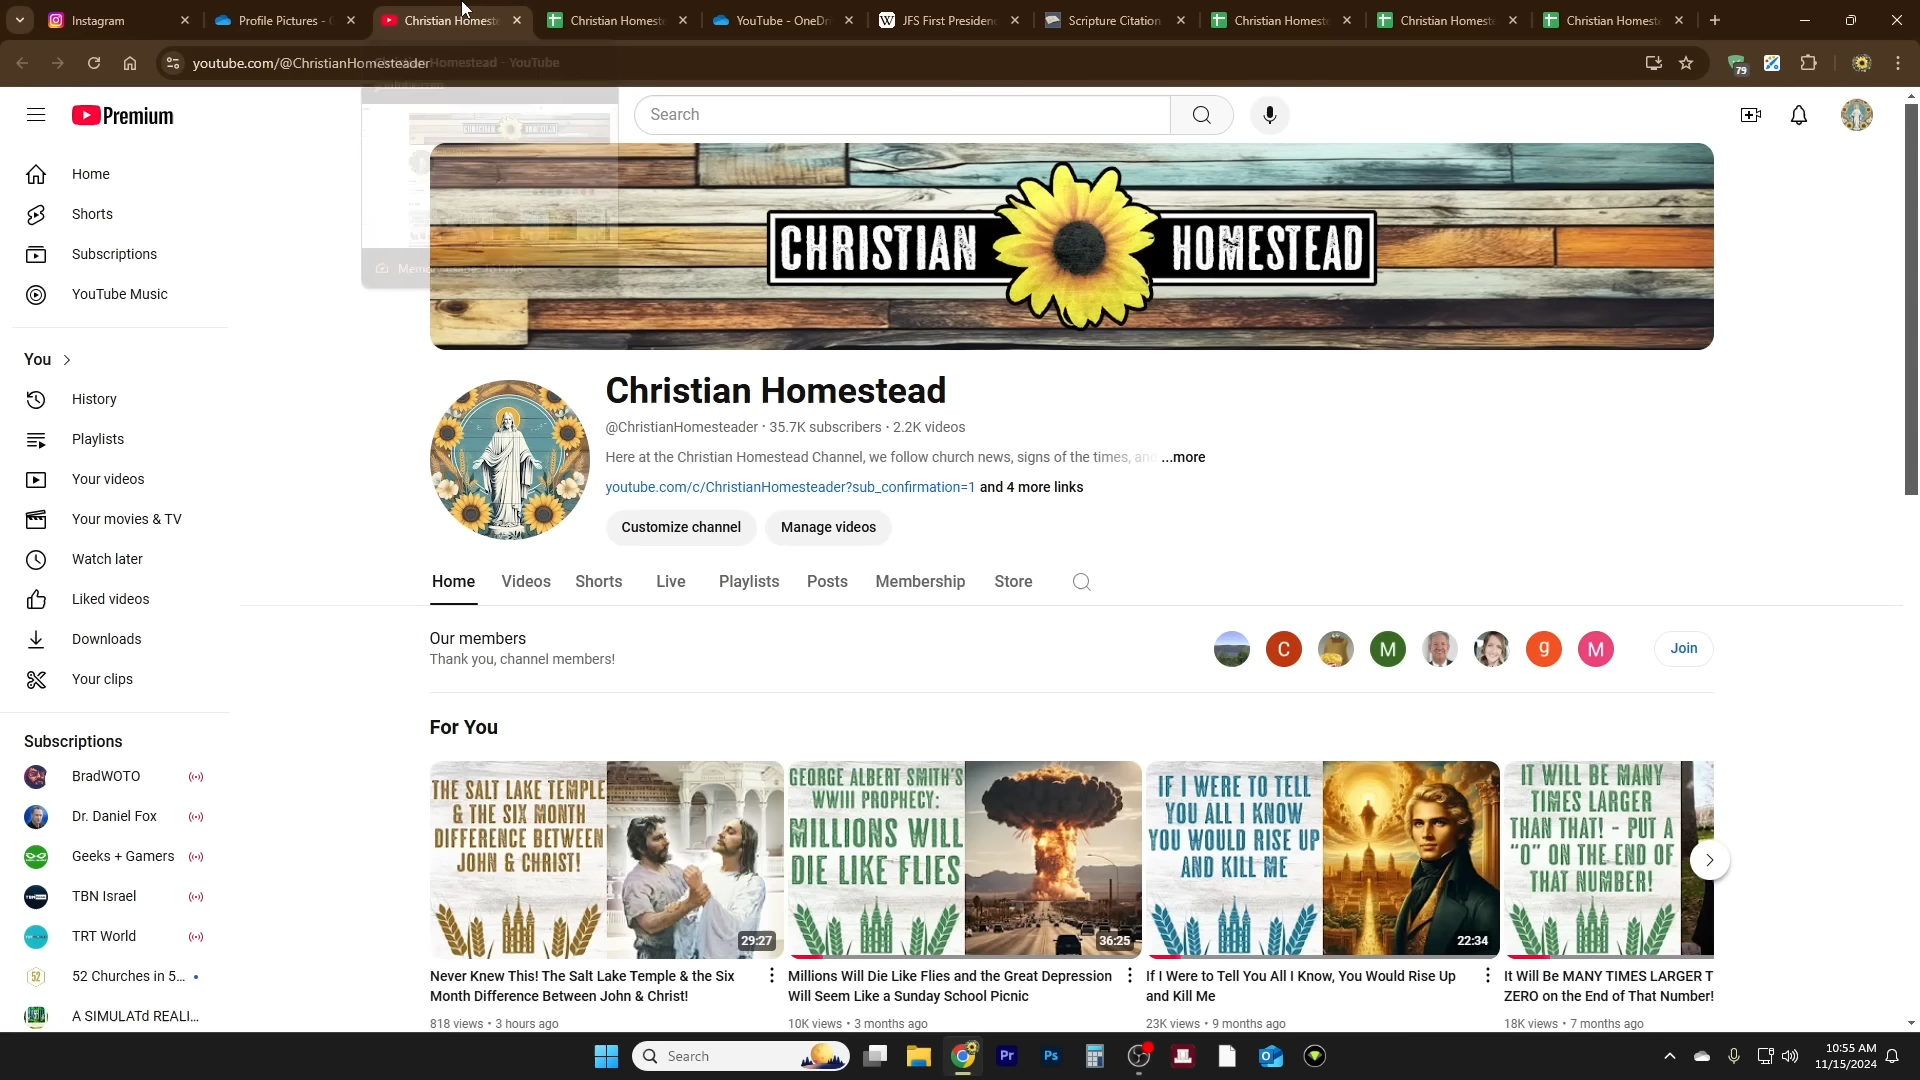 Instagram
Profile Pictures - 
Christian Homeste
Christian Homeste
YouTube - OneDri
JFS First Presiden
Scripture Citation
Christian Homeste
Christian Homeste
Christian Homeste
youtube.com/@ChristianHomesteader
Homestead - YouTube
79
Premium
Search
Home
Shorts
Subscriptions
YouTube Music
You
History
Playlists
Your videos
Your movies & TV
Watch later
Liked videos
Downloads
Your clips
Subscriptions
BradWOTO
Dr. Daniel Fox
Geeks + Gamers
TBN Israel
TRT World
52 Churches in 5...
A SIMULATd REALI...
CHRISTIAN HOMESTEAD
Christian Homestead
@ChristianHomesteader • 35.7K subscribers • 2.2K videos
Here at the Christian Homestead Channel, we follow church news, signs of the times, and ...more
youtube.com/c/ChristianHomesteader?sub_confirmation=1 and 4 more links
Customize channel
Manage videos
Home Videos Shorts Live Playlists Posts Membership Store
Our members
Thank you, channel members!
C M g M
Join
For You
THE SALT LAKE TEMPLE
& THE SIX MONTH
DIFFERENCE BETWEEN
JOHN & CHRIST!
29:27
Never Knew This! The Salt Lake Temple & the Six
Month Difference Between John & Christ!
818 views • 3 hours ago
GEORGE ALBERT SMITH'S
WWIII PROPHECY:
MILLIONS WILL
DIE LIKE FLIES
36:25
Millions Will Die Like Flies and the Great Depression
Will Seem Like a Sunday School Picnic
10K views • 3 months ago
IF I WERE TO TELL
YOU ALL I KNOW
YOU WOULD RISE UP
AND KILL ME
22:34
If I Were to Tell You All I Know, You Would Rise Up
and Kill Me
23K views • 9 months ago
IT WILL BE MANY
TIMES LARGER
THAN THAT! - PUT A
"0" ON THE END OF
THAT NUMBER!
It Will Be MANY TIMES LARGER T
ZERO on the End of That Number!
18K views • 7 months ago
Search
Pr
Ps
10:55 AM
11/15/2024